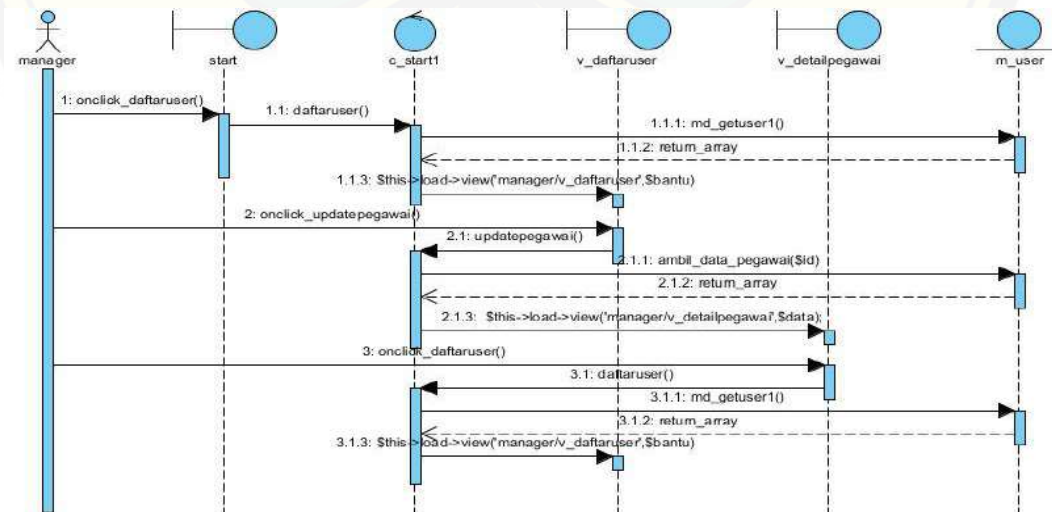 manager
start
c_start1
v_daftaruser
v_detailpegawai
m_user
1: onclick_daftaruser()
1.1: daftaruser()
1.1.1: md_getuser1()
1.1.2: return_array
1.1.3: $this->load->view('manager/v_daftaruser',$bantu)
2: onclick_updatepegawai()
2.1: updatepegawai()
2.1.1: ambil_data_pegawai($id)
2.1.2: return_array
2.1.3: $this->load->view('manager/v_detailpegawai',$data);
3: onclick_daftaruser()
3.1: daftaruser()
3.1.1: md_getuser1()
3.1.2: return_array
3.1.3: $this->load->view('manager/v_daftaruser',$bantu)